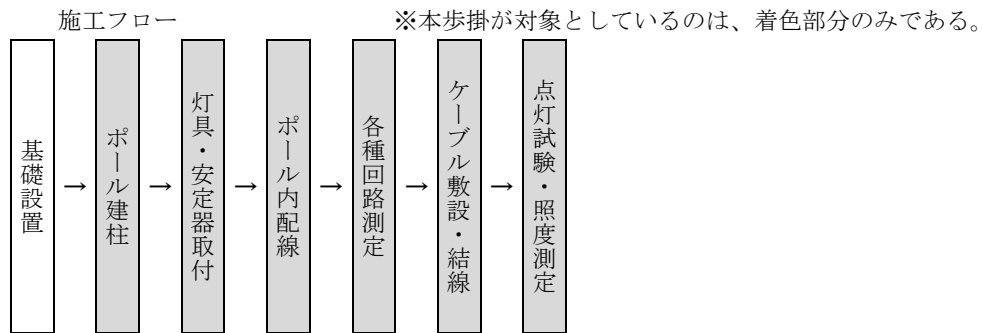 施工フロー ※本歩掛が対象としているのは、着色部分のみである。
基礎設置
→
ポール建柱
→
灯具・安定器取付
→
ポール内配線
→
各種回路測定
→
ケーブル敷設・結線
→
点灯試験・照度測定